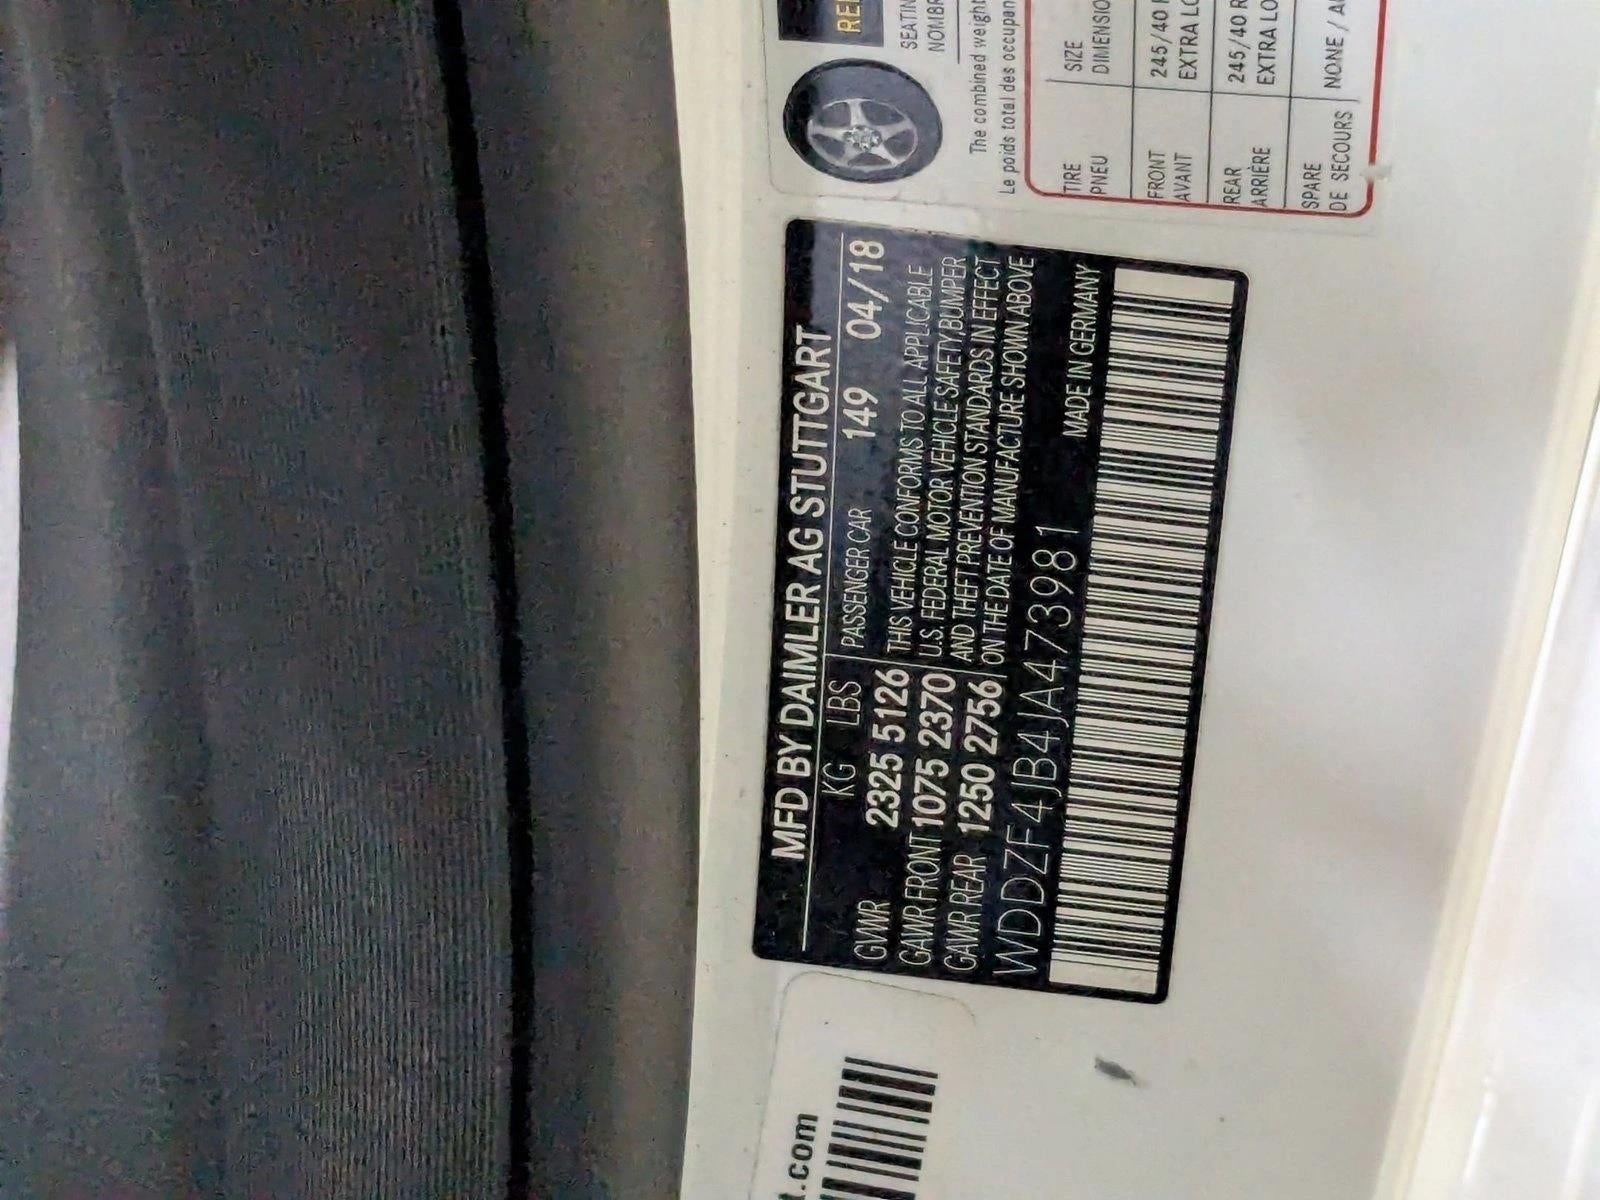 MFD BY DAIMLER AG STUTTGART
KG LBS PASSENGER CAR 149 04/18
GVWR 2325 5126 THIS VEHICLE CONFORMS TO ALL APPLICABLE
GAWR FRONT 1075 2370 U.S. FEDERAL MOTOR VEHICLE SAFETY, BUMPER
GAWR REAR 1250 2756 AND THEFT PREVENTION STANDARDS IN EFFECT
ON THE DATE OF MANUFACTURE SHOWN ABOVE
WDDZF4JB4JA473981 MADE IN GERMANY
The combined weight
Le poids total des occupan
TIRE SIZE
PNEU DIMENSIO
FRONT 245/40
AVANT EXTRA LO
REAR 245/40 R
ARRIÈRE EXTRA LO
SPARE NONE /
DE SECOURS
SEATIN
NOMBR
.com